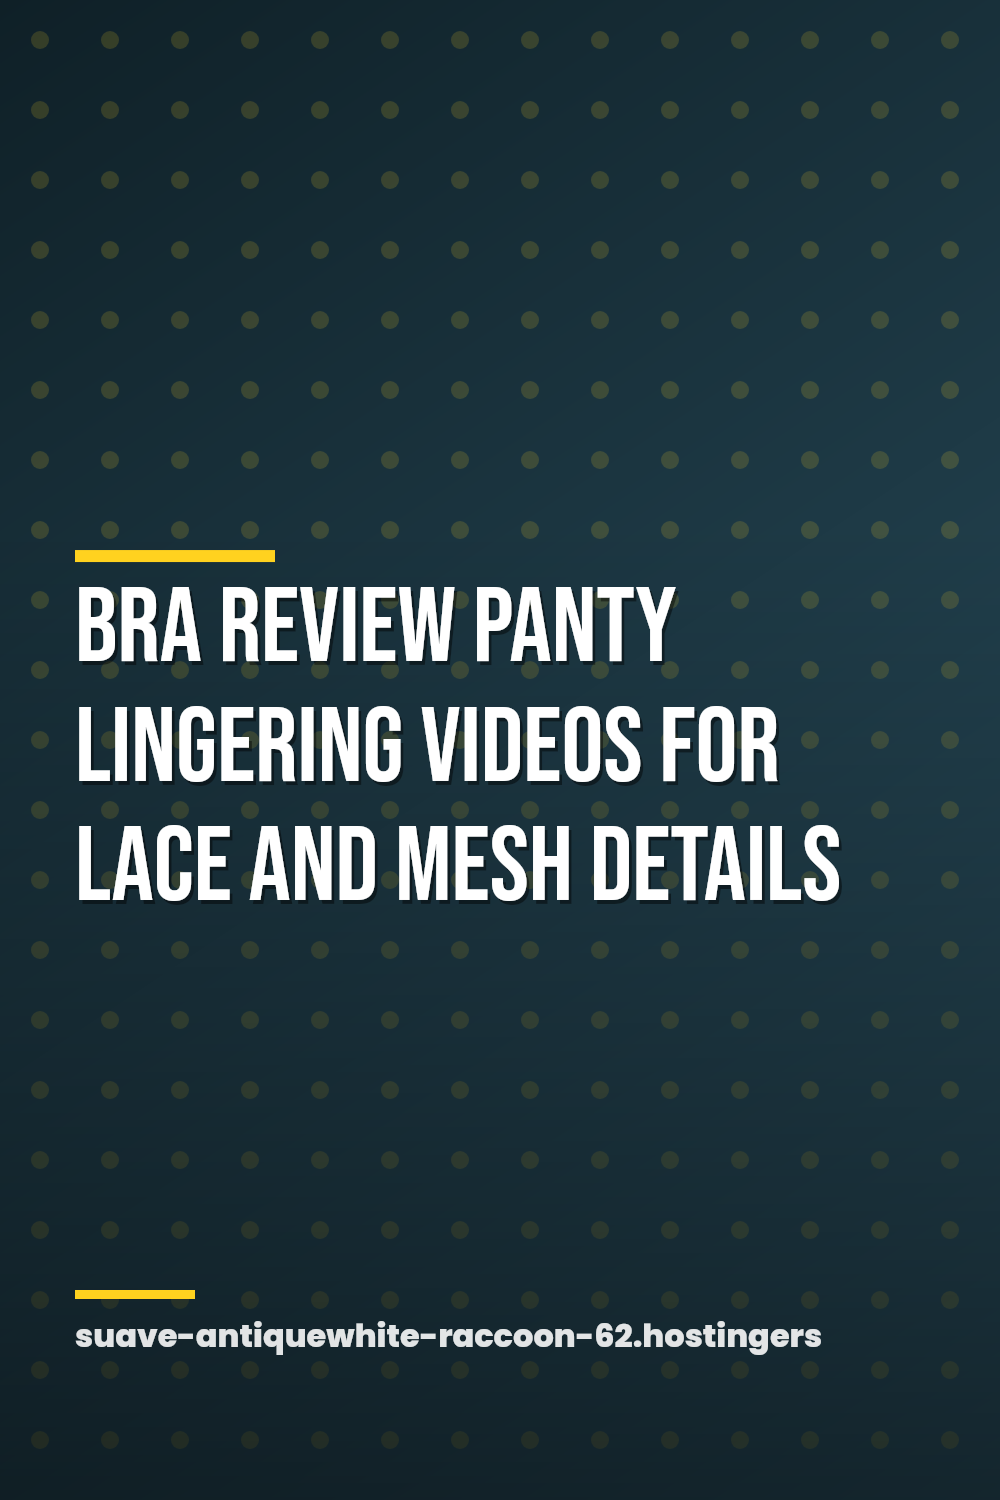 BRA REVIEW PANTY
LINGERING VIDEOS FOR
LACE AND MESH DETAILS
suave-antiquewhite-raccoon-62.hostingers